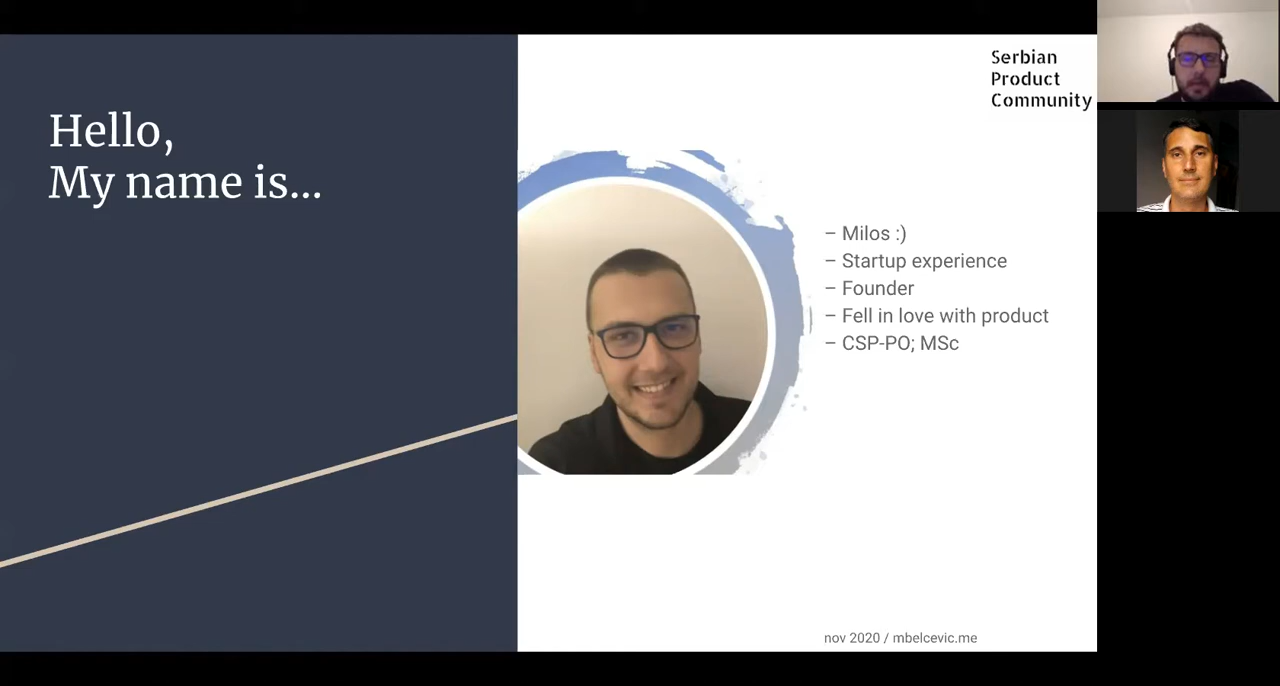 Hello,
My name is...
Serbian
Product
Community
– Milos :)
– Startup experience
– Founder
– Fell in love with product
– CSP-PO; MSc
nov 2020 / mbelcevic.me